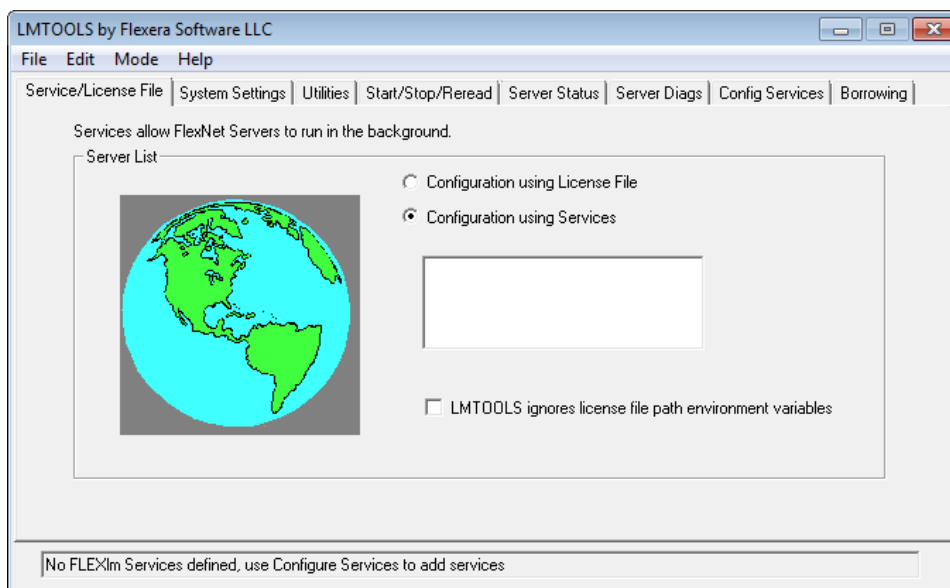 LMTOOLS by Flexera Software LLC
File Edit Mode Help
Service/License File System Settings Utilities Start/Stop/Reread Server Status Server Diags Config Services Borrowing
Services allow FlexNet Servers to run in the background.
Server List
Configuration using License File
Configuration using Services
LMTOOLS ignores license file path environment variables
No FLEXlm Services defined, use Configure Services to add services